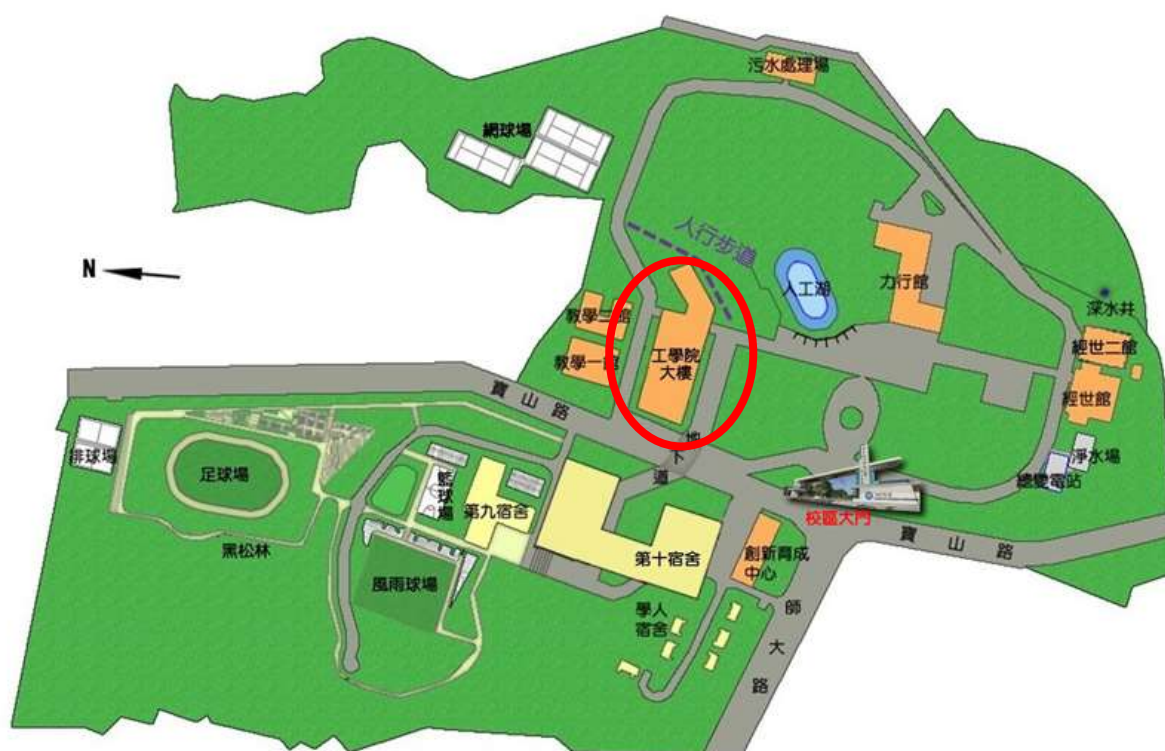 污水處理場
網球場
人行步道
N
人工湖
力行館
深水井
教學二館
教學一館
工學院
大樓
經世二館
經世館
寶山路
地下道
排球場
足球場
籃球場
第九宿舍
淨水場
總變電站
校區大門
寶山路
黑松林
風雨球場
第十宿舍
創新育成
中心
學人
宿舍
師大路